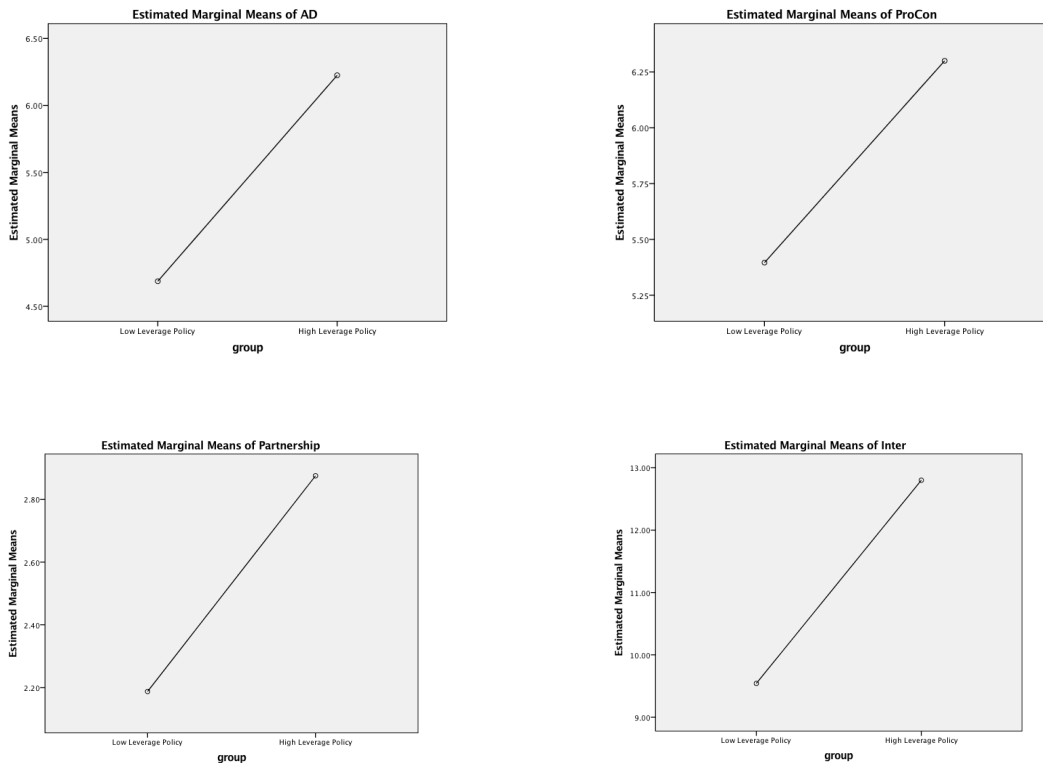 Estimated Marginal Means of AD
Estimated Marginal Means
6.50
6.00
5.50
5.00
4.50
Low Leverage Policy
High Leverage Policy
group
Estimated Marginal Means of ProCon
Estimated Marginal Means
6.25
6.00
5.75
5.50
5.25
Low Leverage Policy
High Leverage Policy
group
Estimated Marginal Means of Partnership
Estimated Marginal Means
2.80
2.60
2.40
2.20
Low Leverage Policy
High Leverage Policy
group
Estimated Marginal Means of Inter
Estimated Marginal Means
13.00
12.00
11.00
10.00
9.00
Low Leverage Policy
High Leverage Policy
group